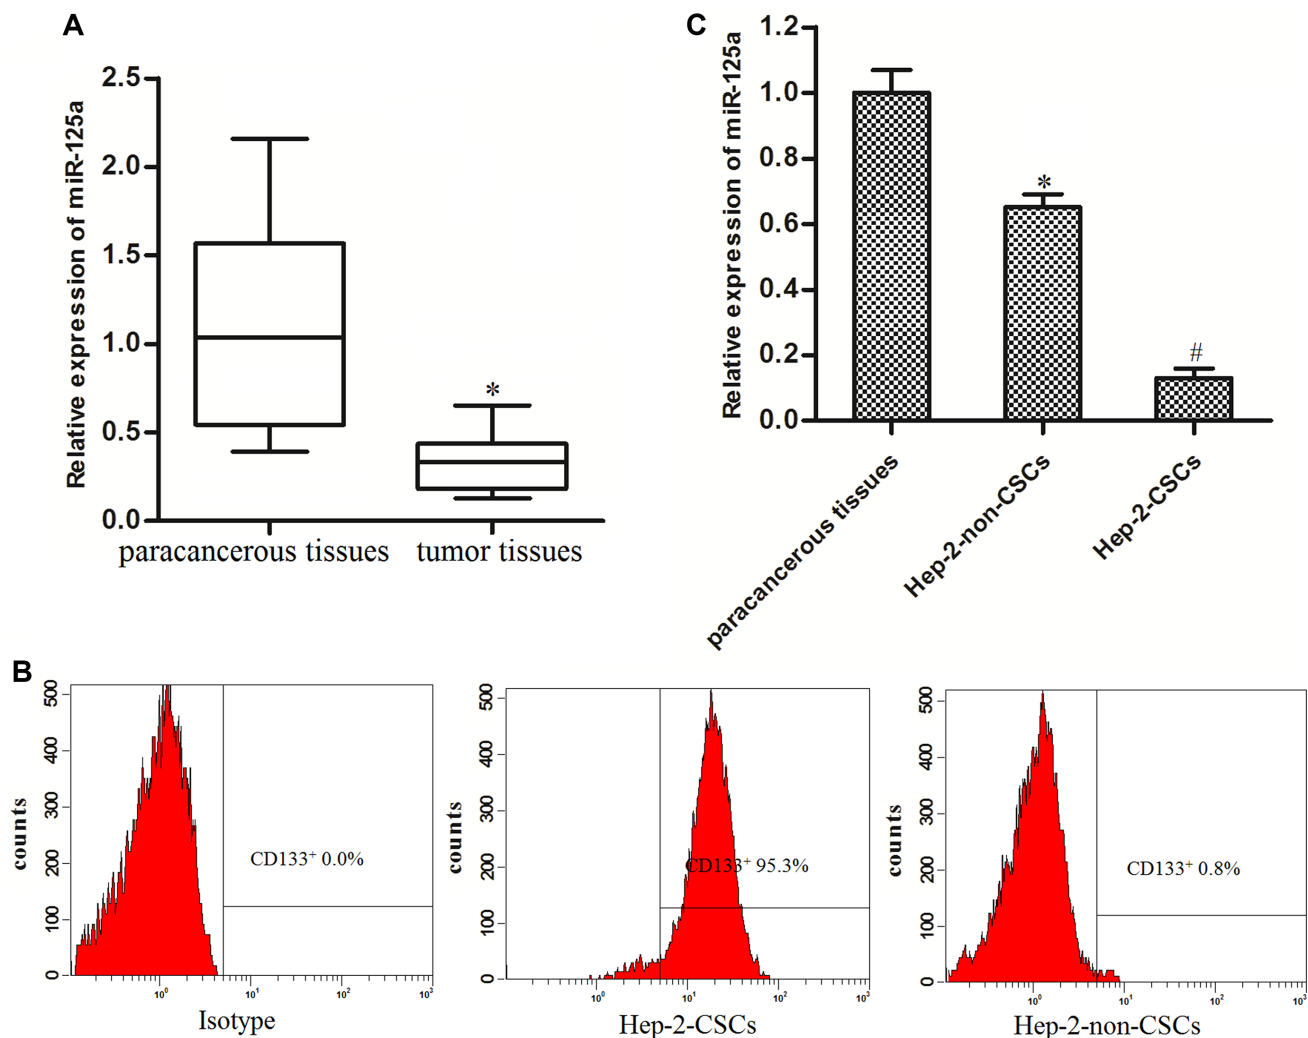 A
Relative expression of miR-125a
2.5
2.0
1.5
1.0
0.5
0.0
*
paracancerous tissues
tumor tissues
C
Relative expression of miR-125a
1.2
1.0
0.8
0.6
0.4
0.2
0.0
*
#
paracancerous tissues
Hep-2-non-CSCs
Hep-2-CSCs
B
counts
500
400
300
200
100
0
CD133⁺ 0.0%
10⁰ 10¹ 10² 10³
Isotype
counts
500
400
300
200
100
0
CD133⁺ 95.3%
10⁰ 10¹ 10² 10³
Hep-2-CSCs
counts
500
400
300
200
100
0
CD133⁺ 0.8%
10⁰ 10¹ 10² 10³
Hep-2-non-CSCs